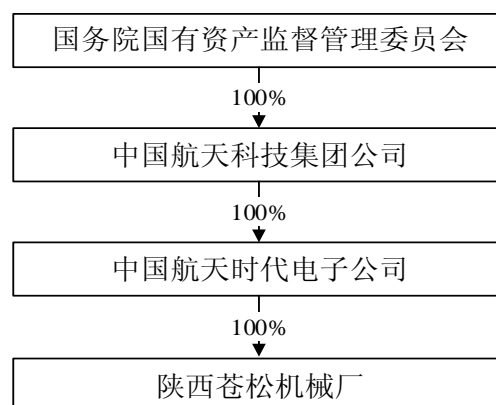 国务院国有资产监督管理委员会
100%
中国航天科技集团公司
100%
中国航天时代电子公司
100%
陕西苍松机械厂